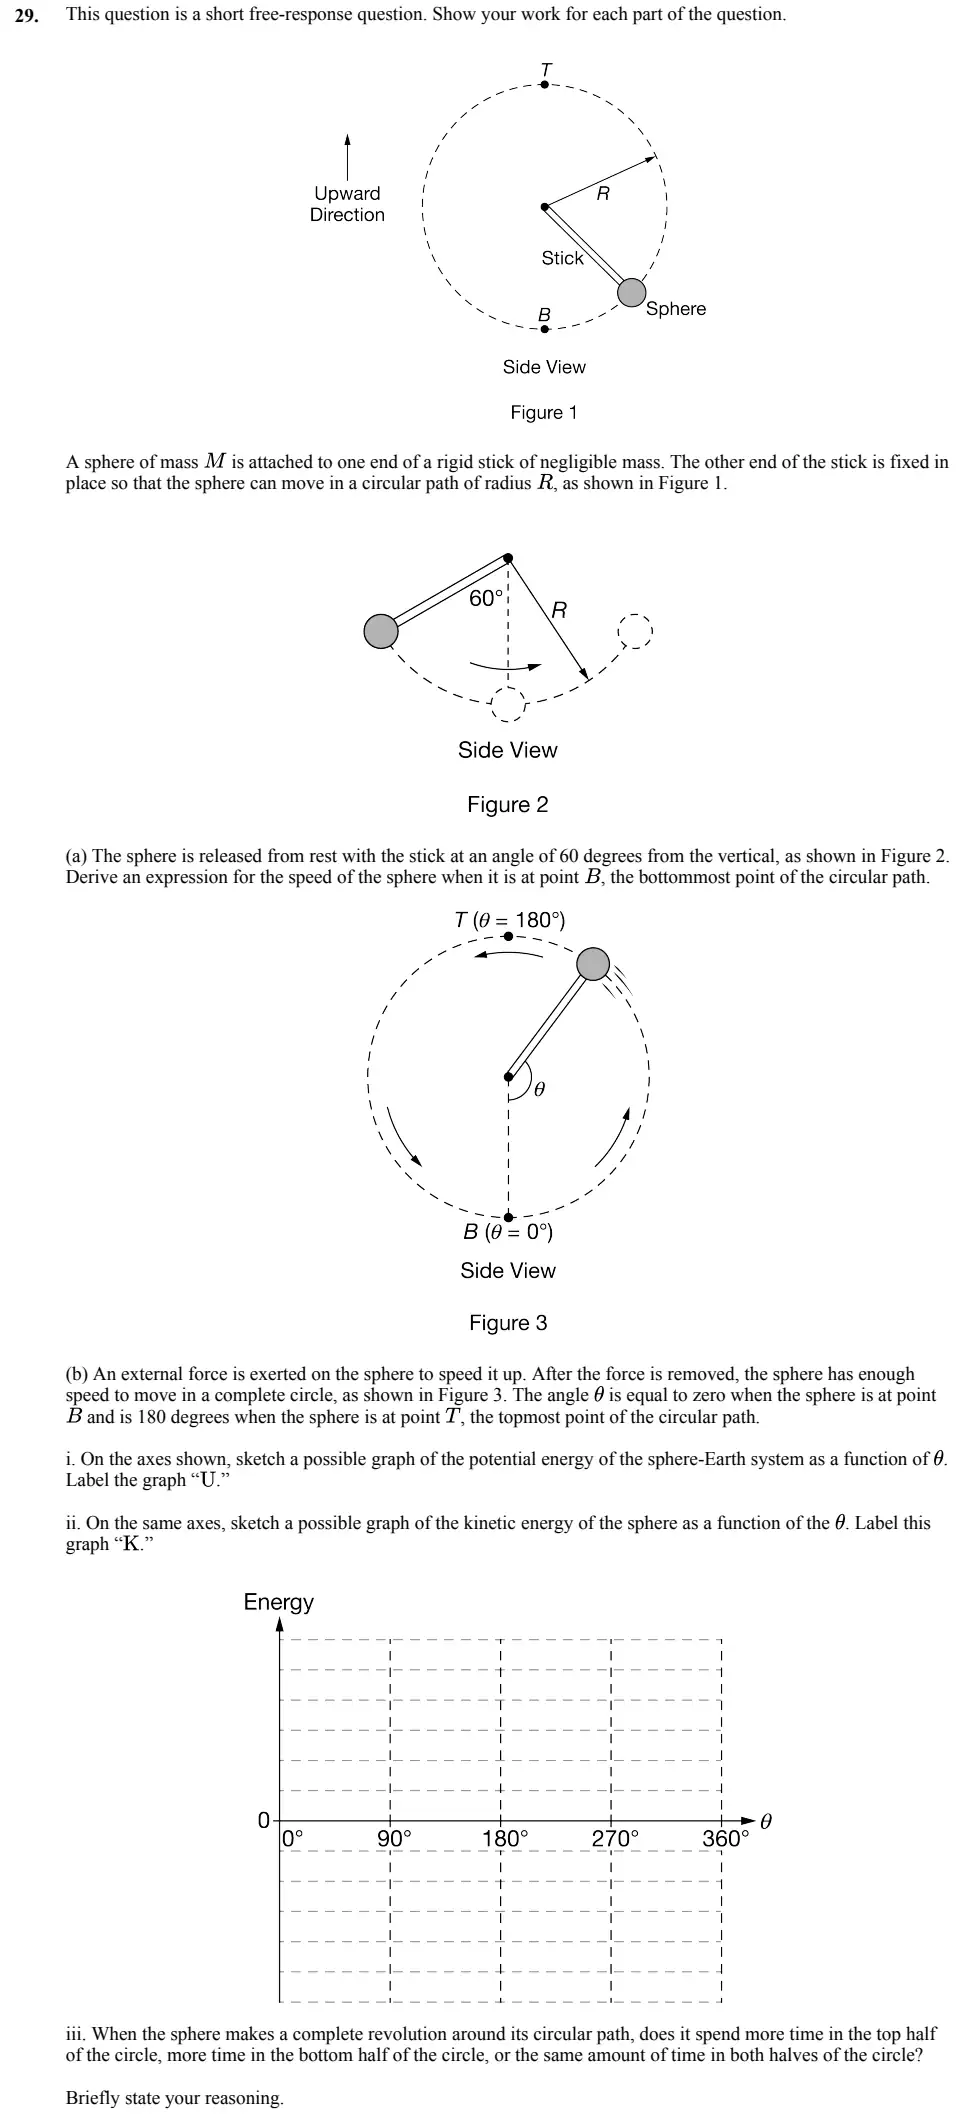 29. This question is a short free-response question. Show your work for each part of the question.
T
R
Upward
Direction
Stick
Sphere
B
Side View
Figure 1
A sphere of mass M is attached to one end of a rigid stick of negligible mass. The other end of the stick is fixed in
place so that the sphere can move in a circular path of radius R, as shown in Figure 1.
60°
R
Side View
Figure 2
(a) The sphere is released from rest with the stick at an angle of 60 degrees from the vertical, as shown in Figure 2.
Derive an expression for the speed of the sphere when it is at point B, the bottommost point of the circular path.
T (θ = 180°)
θ
B (θ = 0°)
Side View
Figure 3
(b) An external force is exerted on the sphere to speed it up. After the force is removed, the sphere has enough
speed to move in a complete circle, as shown in Figure 3. The angle θ is equal to zero when the sphere is at point
B and is 180 degrees when the sphere is at point T, the topmost point of the circular path.
i. On the axes shown, sketch a possible graph of the potential energy of the sphere-Earth system as a function of θ.
Label the graph “U.”
ii. On the same axes, sketch a possible graph of the kinetic energy of the sphere as a function of the θ. Label this
graph “K.”
Energy
0
θ
0° 90° 180° 270° 360°
iii. When the sphere makes a complete revolution around its circular path, does it spend more time in the top half
of the circle, more time in the bottom half of the circle, or the same amount of time in both halves of the circle?
Briefly state your reasoning.